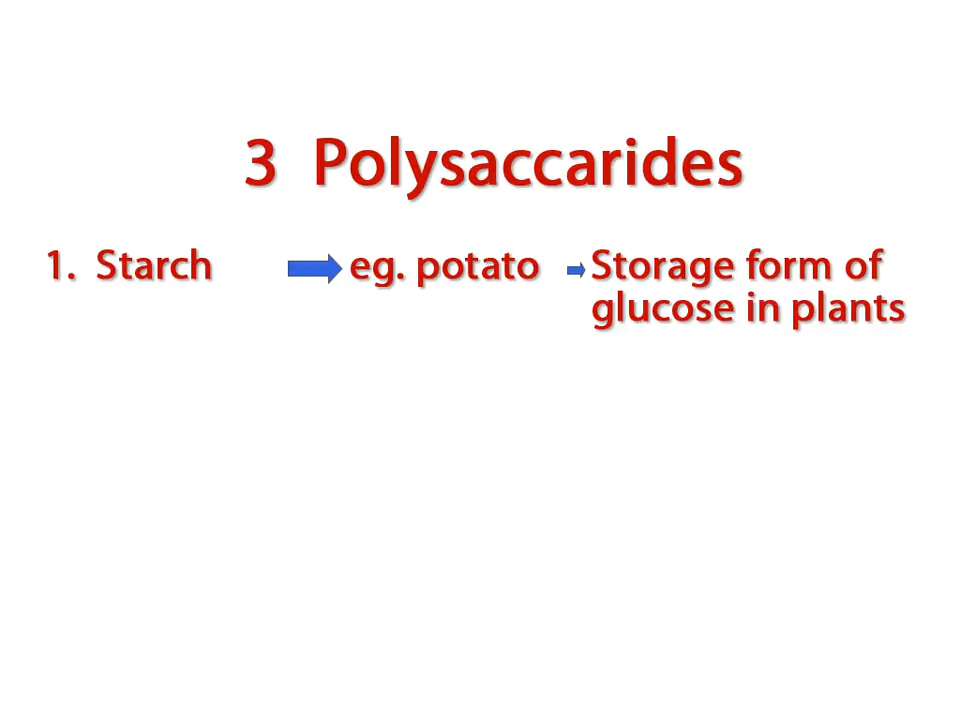 3 Polysaccarides
1. Starch eg. potato Storage form of
glucose in plants